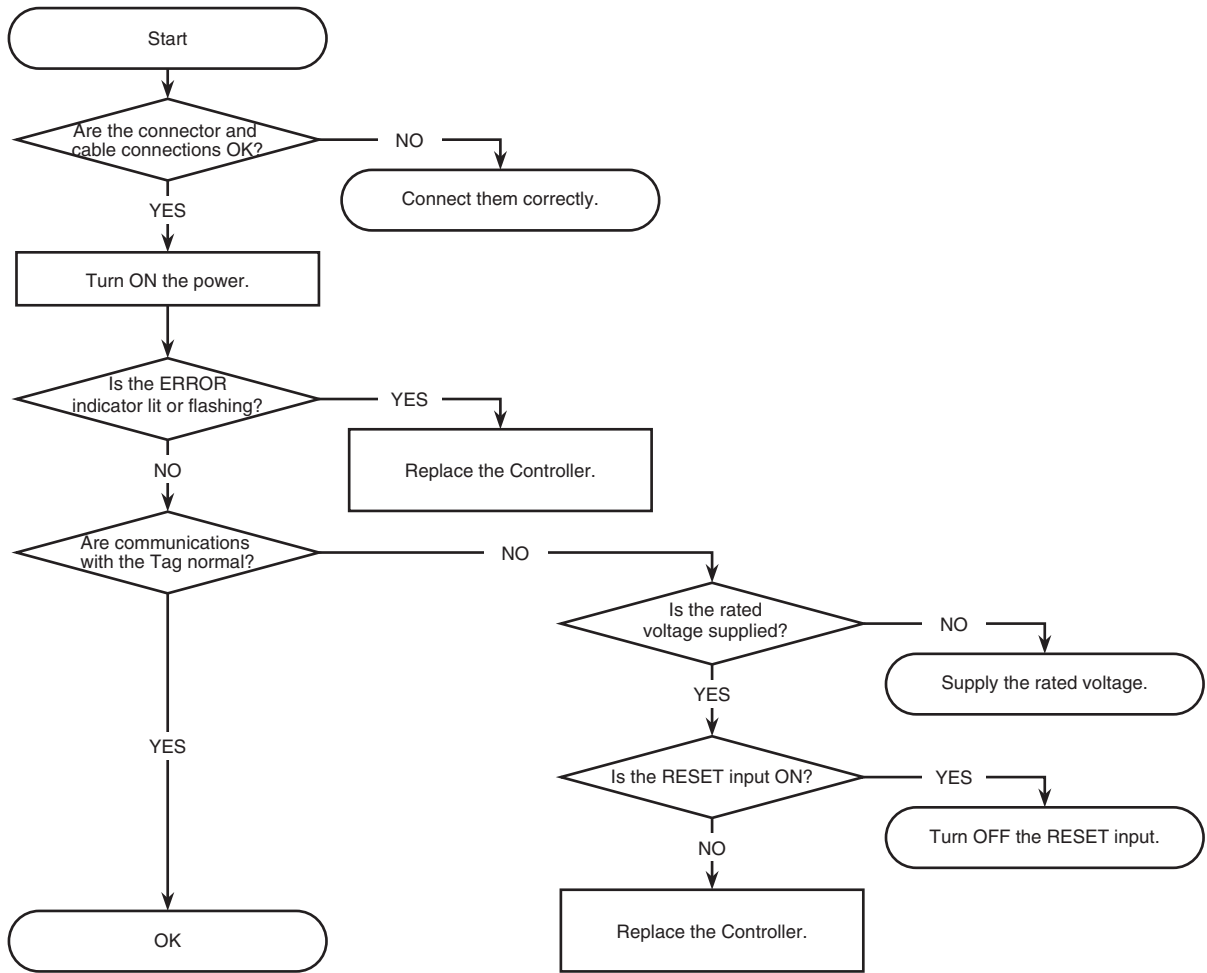 Start
Are the connector and
cable connections OK?
NO
Connect them correctly.
YES
Turn ON the power.
Is the ERROR
indicator lit or flashing?
YES
Replace the Controller.
NO
Are communications
with the Tag normal?
NO
Is the rated
voltage supplied?
NO
Supply the rated voltage.
YES
YES
Is the RESET input ON?
YES
Turn OFF the RESET input.
NO
Replace the Controller.
OK